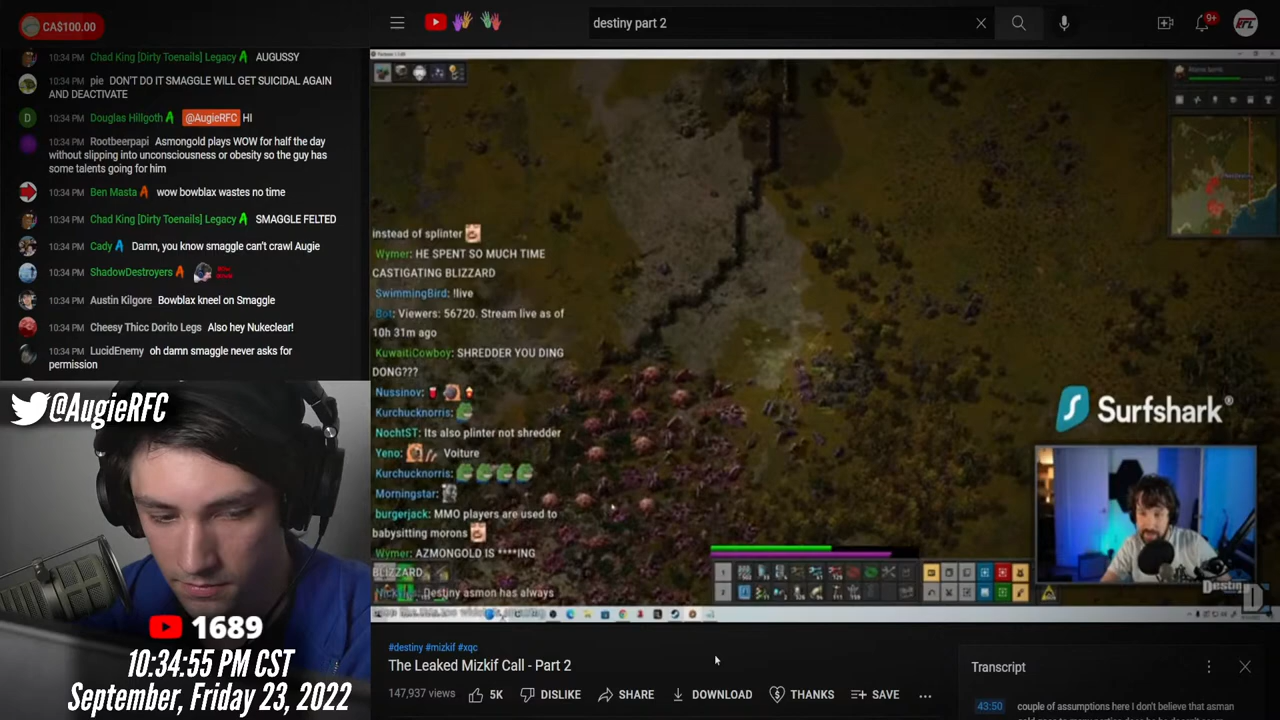 CA$100.00
destiny part 2
9+
RFC
10:34 PM Chad King [Dirty Toenails] Legacy AUGUSSY
10:34 PM pie DON'T DO IT SMAGGLE WILL GET SUICIDAL AGAIN
AND DEACTIVATE
D 10:34 PM Douglas Hillgoth @AugieRFC HI
10:34 PM Rootbeerpapi Asmongold plays WOW for half the day
without slipping into unconsciousness or obesity so the guy has
some talents going for him
10:34 PM Ben Masta wow bowblax wastes no time
10:34 PM Chad King [Dirty Toenails] Legacy SMAGGLE FELTED
10:34 PM Cady Damn, you know smaggle can't crawl Augie
10:34 PM ShadowDestroyers
10:34 PM Austin Kilgore Bowblax kneel on Smaggle
10:34 PM Cheesy Thicc Dorito Legs Also hey Nukeclear!
10:34 PM LucidEnemy oh damn smaggle never asks for
permission
@AugieRFC
1689
10:34:55 PM CST
September, Friday 23, 2022
instead of splinter
Wymer: HE SPENT SO MUCH TIME
CASTIGATING BLIZZARD
SwimmingBird: !live
Bot: Viewers: 56720. Stream live as of
10h 31m ago
KuwaitiCowboy: SHREDDER YOU DING
DONG???
Nussinov:
Kurchucknorris:
NochtST: Its also plinter not shredder
Yeno: Voiture
Kurchucknorris:
Morningstar:
burgerjack: MMO players are used to
babysitting morons
Wymer: AZMONGOLD IS ****ING
BLIZZARD
Destiny asmon has always
Surfshark®
Destin
#destiny #mizkif #xqc
The Leaked Mizkif Call - Part 2
147,937 views
5K
DISLIKE
SHARE
DOWNLOAD
THANKS
SAVE
Transcript
43:50 couple of assumptions here I don't believe that asman